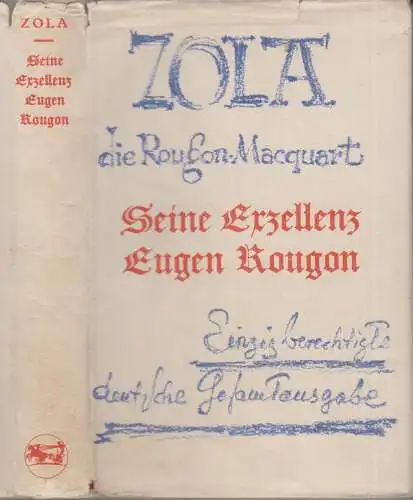 ZOLA
Seine
Exzellenz
Eugen
Rougon
ZOLA
die Rougon-Macquart
Seine Exzellenz
Eugen Rougon
Einzig berechtigte
deutsche Gesamtausgabe